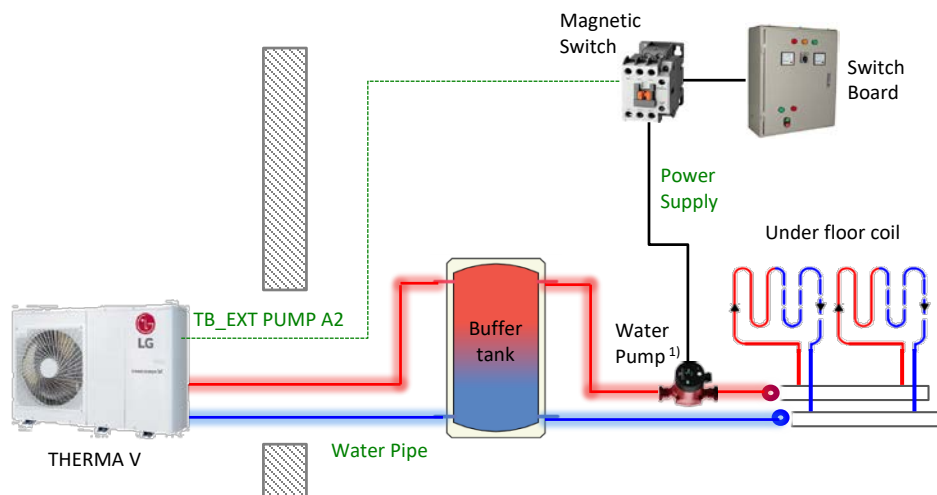 Magnetic
Switch
Switch
Board
Power
Supply
Under floor coil
TB_EXT PUMP A2
LG
Buffer
tank
Water
Pump 1)
Water Pipe
THERMA V